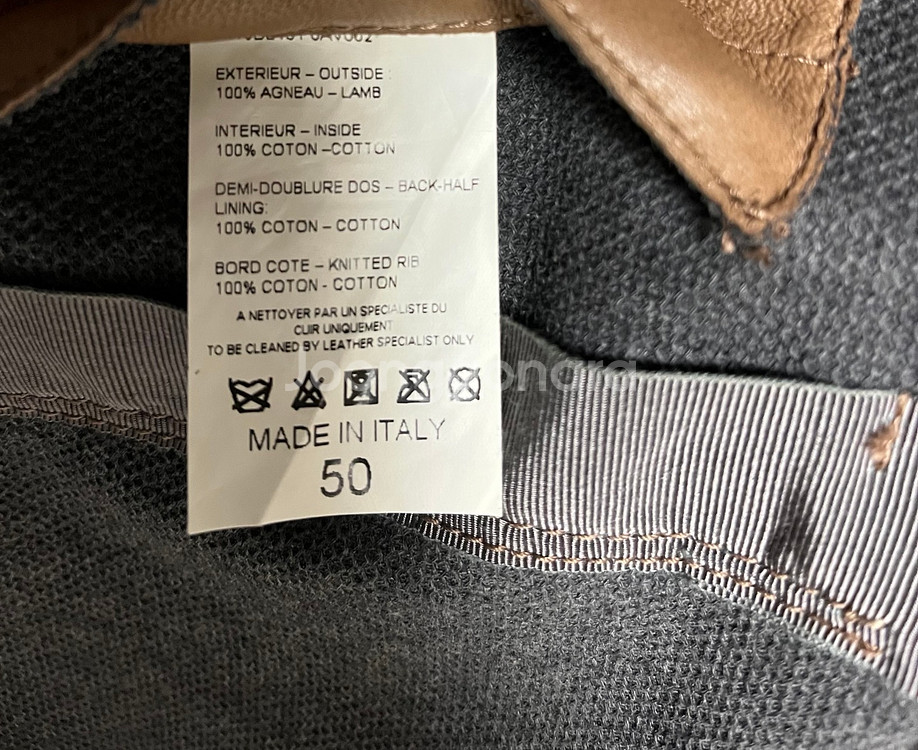 EXTERIEUR – OUTSIDE :
100% AGNEAU – LAMB
INTERIEUR – INSIDE
100% COTON –COTTON
DEMI-DOUBLURE DOS – BACK-HALF
LINING:
100% COTON – COTTON
BORD COTE – KNITTED RIB
100% COTON - COTTON
A NETTOYER PAR UN SPECIALISTE DU
CUIR UNIQUEMENT
TO BE CLEANED BY LEATHER SPECIALIST ONLY
MADE IN ITALY
50